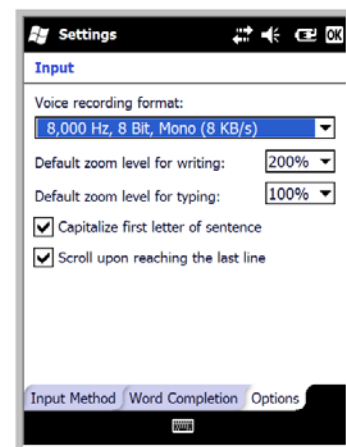 Settings OK
Input
Voice recording format:
8,000 Hz, 8 Bit, Mono (8 KB/s)
Default zoom level for writing: 200%
Default zoom level for typing: 100%
Capitalize first letter of sentence
Scroll upon reaching the last line
Input Method Word Completion Options